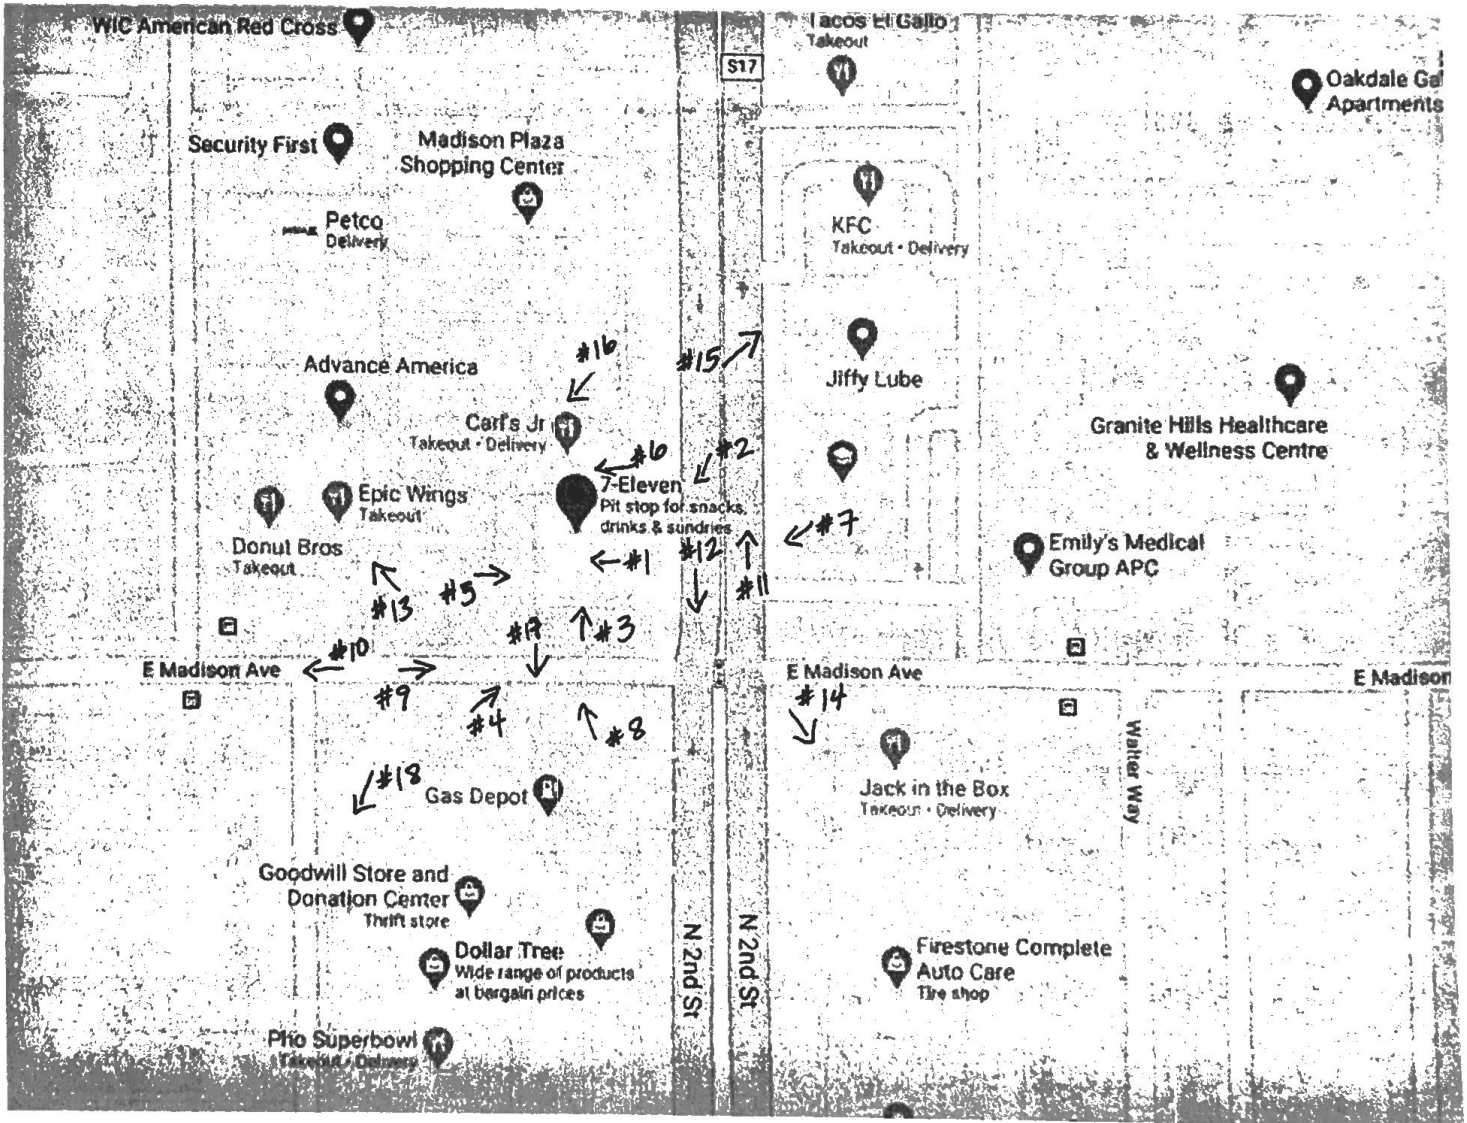 WIC American Red Cross
Tacos El Gallo
Takeout
S17
Oakdale Ga
Apartments
Security First
Madison Plaza
Shopping Center
Petco
Delivery
KFC
Takeout • Delivery
#16
#15
Advance America
Jiffy Lube
Carl's Jr
Takeout • Delivery
Granite Hills Healthcare
& Wellness Centre
#6
#2
7-Eleven
Pit stop for snacks,
drinks & sundries
Epic Wings
Takeout
#7
Donut Bros
Takeout
#1
#12
Emily's Medical
Group APC
#5
#11
#13
#17
#3
#10
E Madison Ave
E Madison Ave
E Madison
#9
#14
#4
#8
Walter Way
#18
Gas Depot
Jack in the Box
Takeout • Delivery
Goodwill Store and
Donation Center
Thrift store
N 2nd St
N 2nd St
Dollar Tree
Wide range of products
at bargain prices
Firestone Complete
Auto Care
Tire shop
Pho Superbowl
Takeout • Delivery